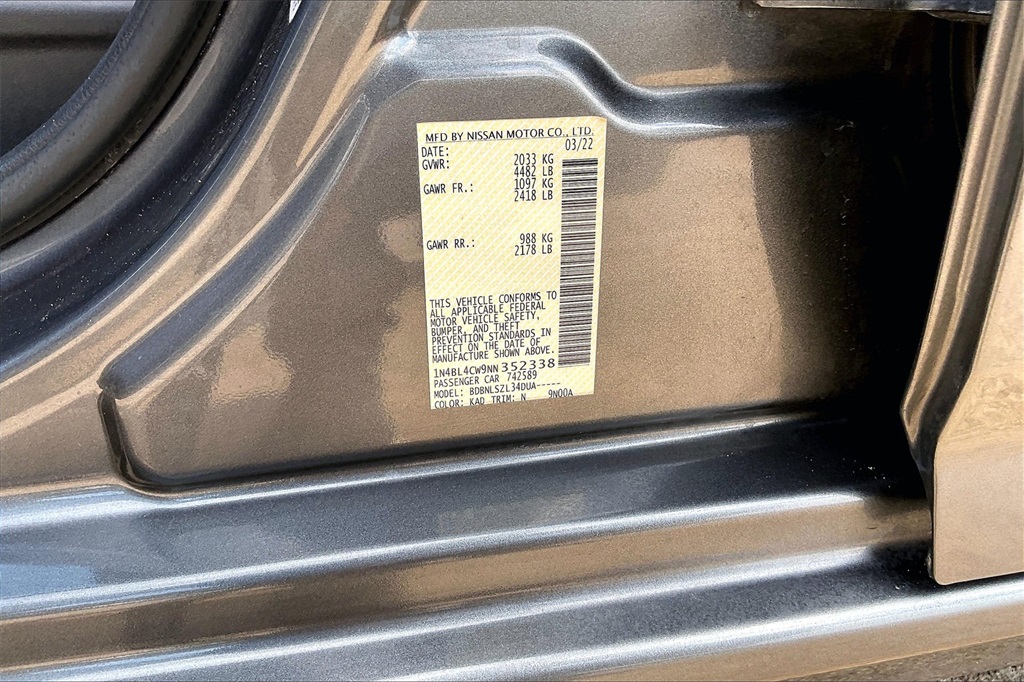 MFD BY NISSAN MOTOR CO., LTD.
DATE: 03/22
GVWR: 2033 KG
4482 LB
GAWR FR.: 1097 KG
2418 LB
GAWR RR.: 988 KG
2178 LB
THIS VEHICLE CONFORMS TO
ALL APPLICABLE FEDERAL
MOTOR VEHICLE SAFETY,
BUMPER, AND THEFT
PREVENTION STANDARDS IN
EFFECT ON THE DATE OF
MANUFACTURE SHOWN ABOVE.
1N4BL4CW9NN352338
PASSENGER CAR 742589
MODEL: BDBNLSZL34DUA-----
COLOR: KAD TRIM: N 9N00A